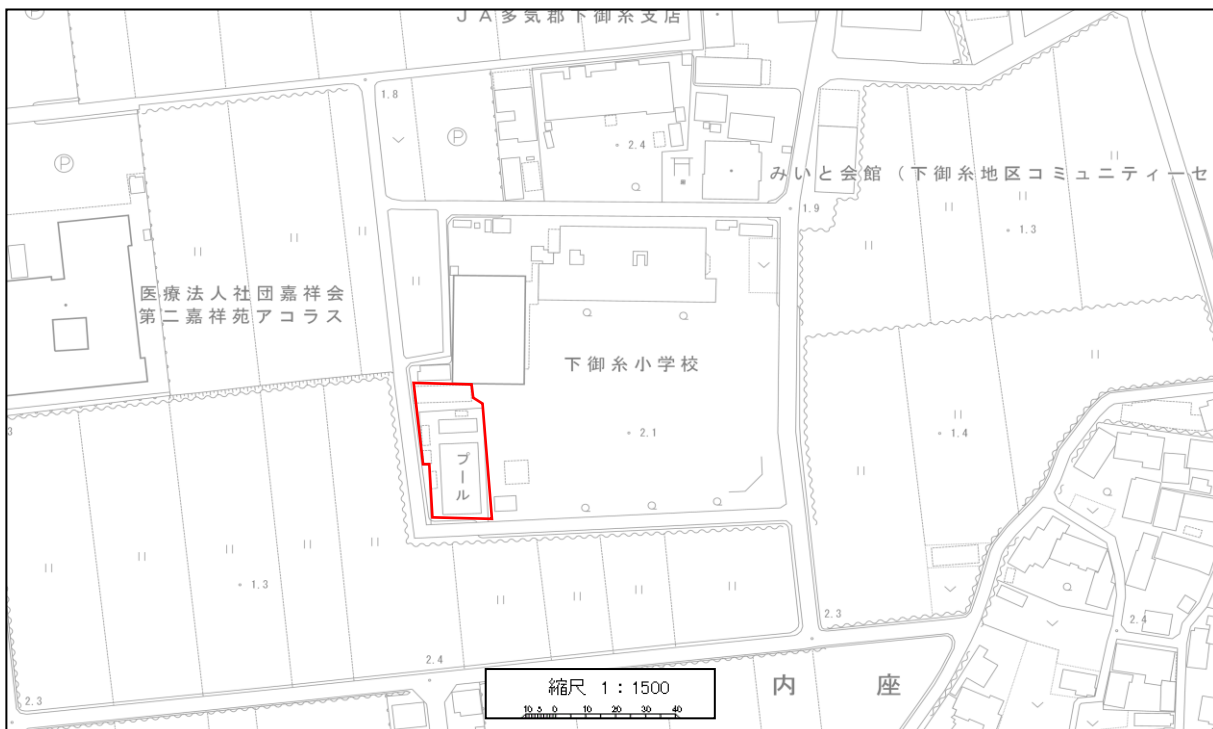 JA多気郡下御糸支店
P
1.8
P
2.4
P
みいと会館（下御糸地区コミュニティーセ
1.9
1.3
医療法人社団嘉祥会
第二嘉祥苑アコラス
下御糸小学校
2.1
1.4
3
プール
1.3
2.3
2.4
2.4
2.3
縮尺 1：1500
10 5 0 10 20 30 40
内座